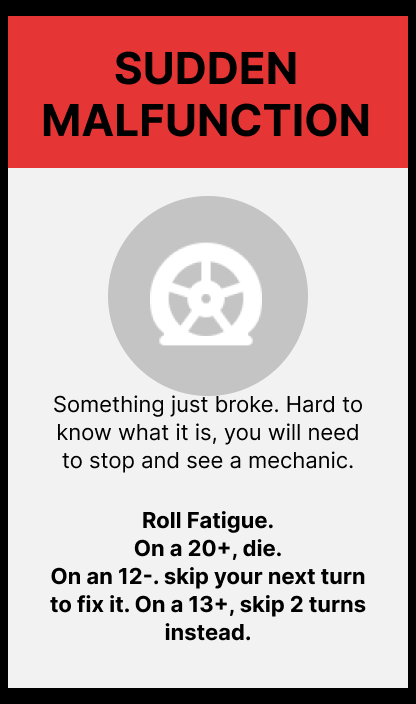 SUDDEN
MALFUNCTION
Something just broke. Hard to
know what it is, you will need
to stop and see a mechanic.
Roll Fatigue.
On a 20+, die.
On an 12-. skip your next turn
to fix it. On a 13+, skip 2 turns
instead.